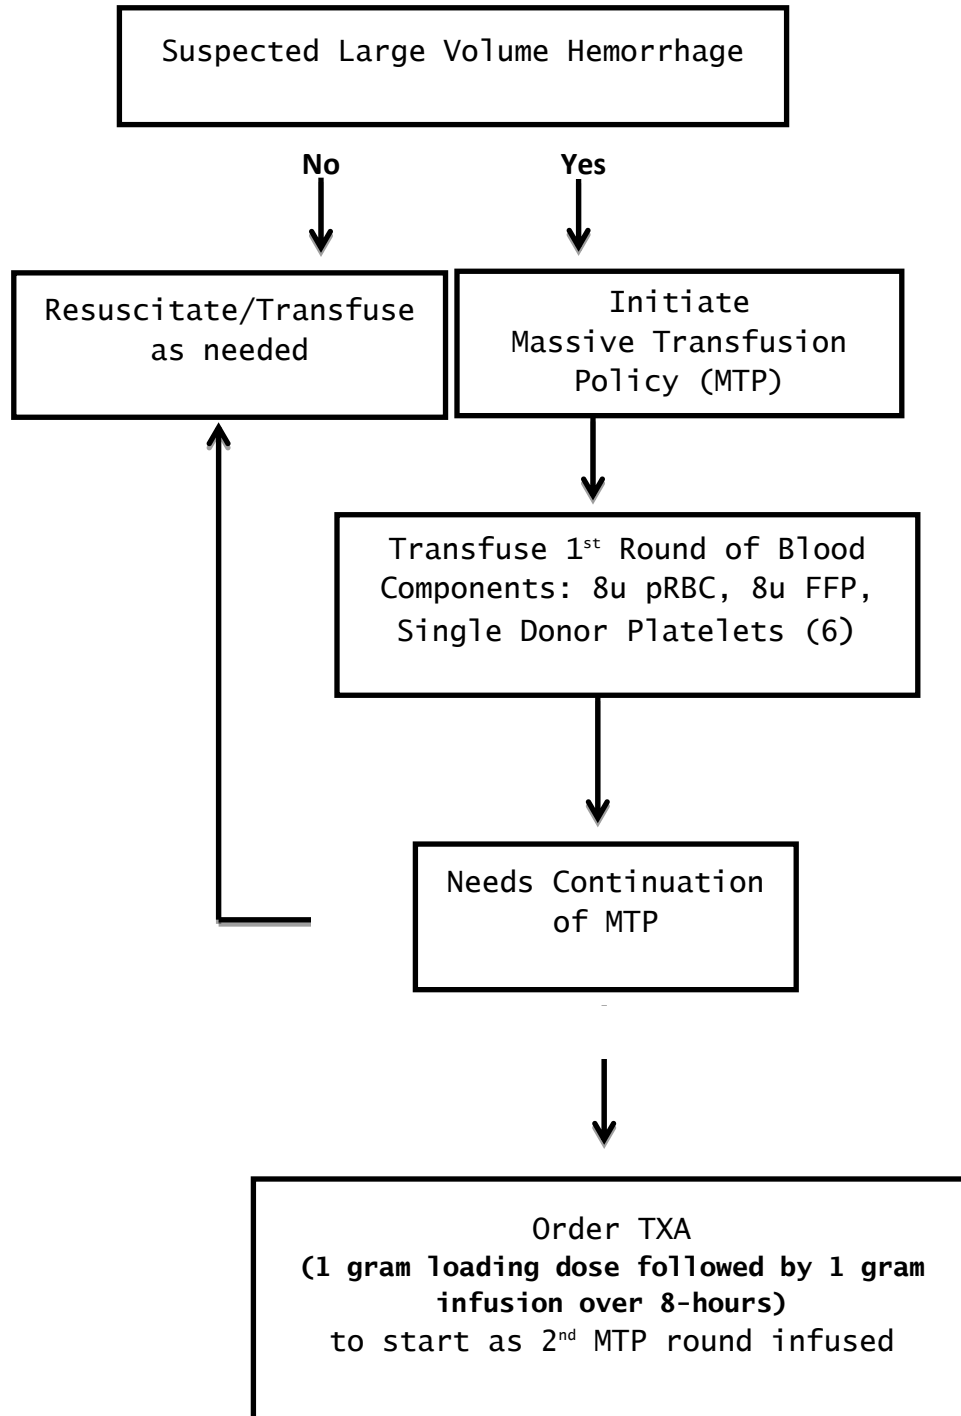 Suspected Large Volume Hemorrhage
No
Yes
Resuscitate/Transfuse
as needed
Initiate
Massive Transfusion
Policy (MTP)
Transfuse 1st Round of Blood
Components: 8u pRBC, 8u FFP,
Single Donor Platelets (6)
Needs Continuation
of MTP
Order TXA
(1 gram loading dose followed by 1 gram
infusion over 8-hours)
to start as 2nd MTP round infused